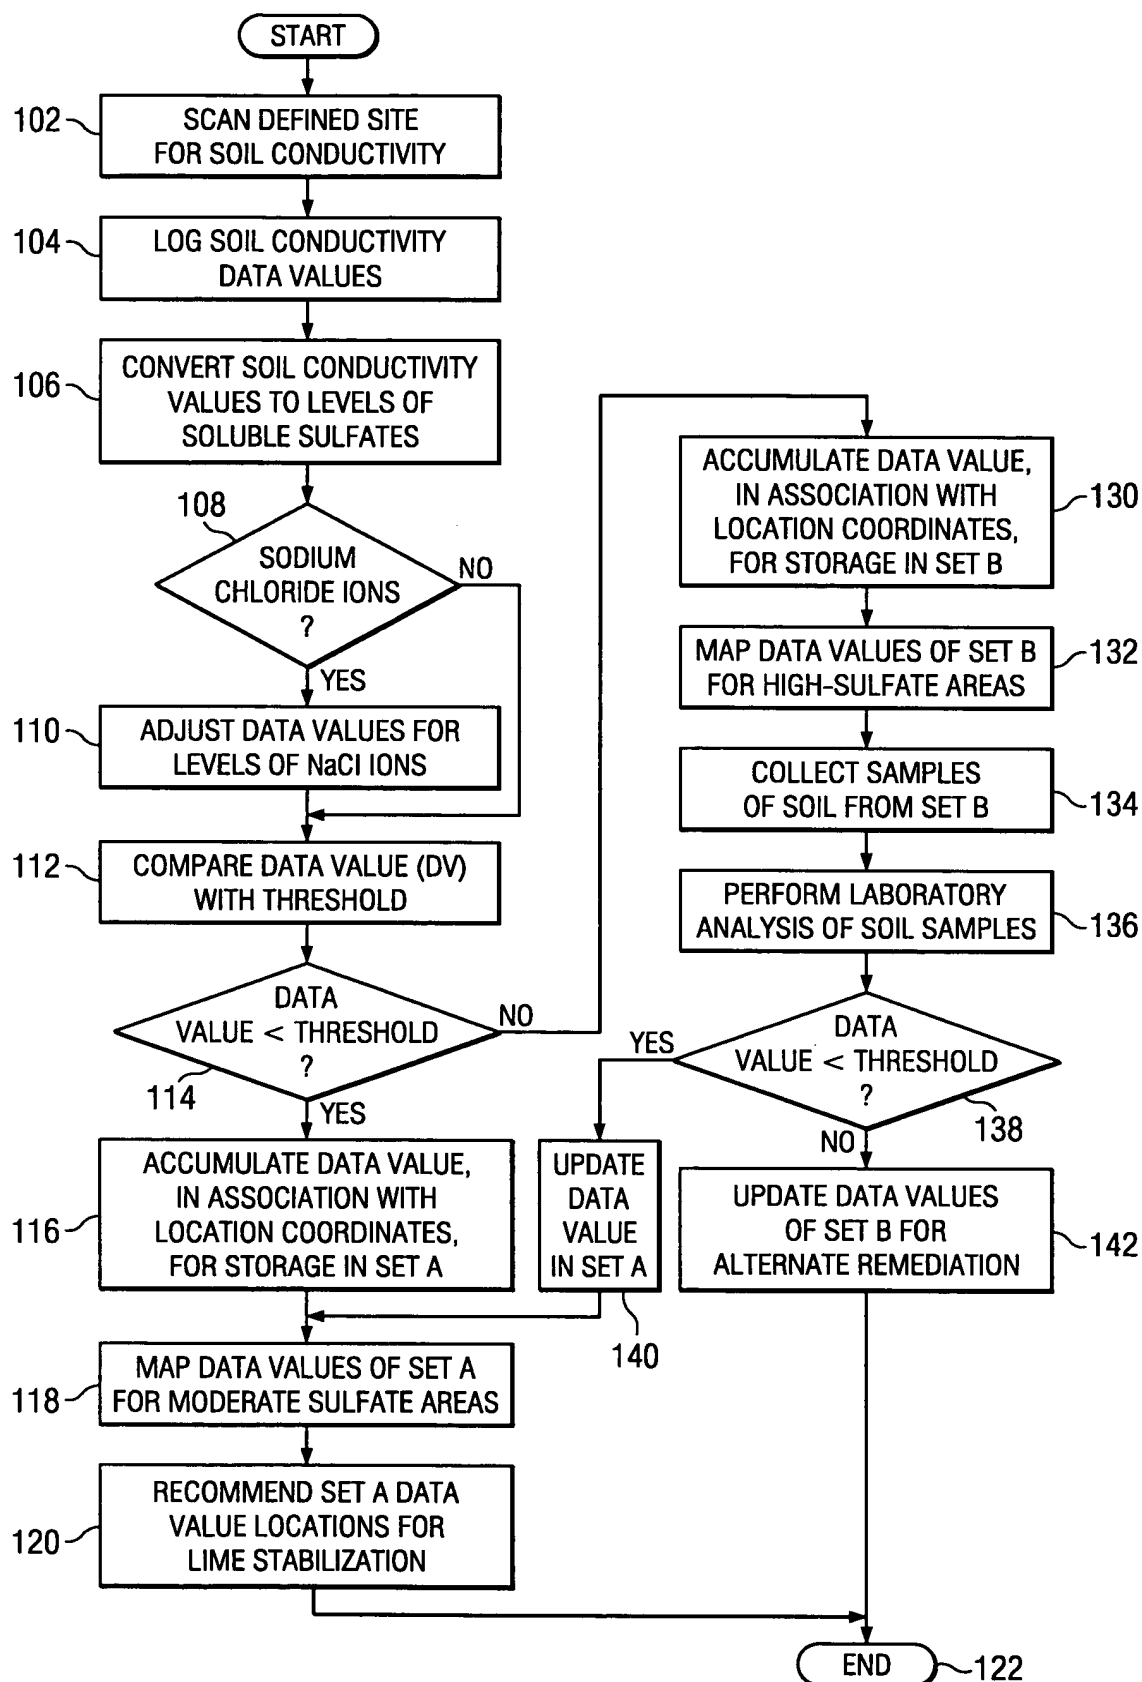 START
102
SCAN DEFINED SITE
FOR SOIL CONDUCTIVITY
104
LOG SOIL CONDUCTIVITY
DATA VALUES
106
CONVERT SOIL CONDUCTIVITY
VALUES TO LEVELS OF
SOLUBLE SULFATES
108
SODIUM
CHLORIDE IONS
?
NO
YES
110
ADJUST DATA VALUES FOR
LEVELS OF NaCl IONS
112
COMPARE DATA VALUE (DV)
WITH THRESHOLD
DATA
VALUE < THRESHOLD
?
NO
114
YES
116
ACCUMULATE DATA VALUE,
IN ASSOCIATION WITH
LOCATION COORDINATES,
FOR STORAGE IN SET A
118
MAP DATA VALUES OF SET A
FOR MODERATE SULFATE AREAS
120
RECOMMEND SET A DATA
VALUE LOCATIONS FOR
LIME STABILIZATION
ACCUMULATE DATA VALUE,
IN ASSOCIATION WITH
LOCATION COORDINATES,
FOR STORAGE IN SET B
130
MAP DATA VALUES OF SET B
FOR HIGH-SULFATE AREAS
132
COLLECT SAMPLES
OF SOIL FROM SET B
134
PERFORM LABORATORY
ANALYSIS OF SOIL SAMPLES
136
YES
DATA
VALUE < THRESHOLD
?
138
NO
UPDATE
DATA
VALUE
IN SET A
140
UPDATE DATA VALUES
OF SET B FOR
ALTERNATE REMEDIATION
142
END
122